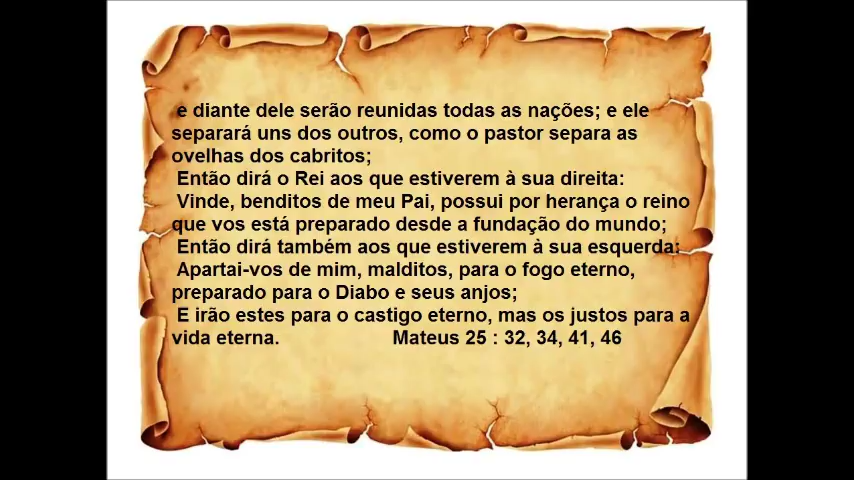 e diante dele serão reunidas todas as nações; e ele
separará uns dos outros, como o pastor separa as
ovelhas dos cabritos;
Então dirá o Rei aos que estiverem à sua direita:
Vinde, benditos de meu Pai, possui por herança o reino
que vos está preparado desde a fundação do mundo;
Então dirá também aos que estiverem à sua esquerda:
Apartai-vos de mim, malditos, para o fogo eterno,
preparado para o Diabo e seus anjos;
E irão estes para o castigo eterno, mas os justos para a
vida eterna. Mateus 25 : 32, 34, 41, 46